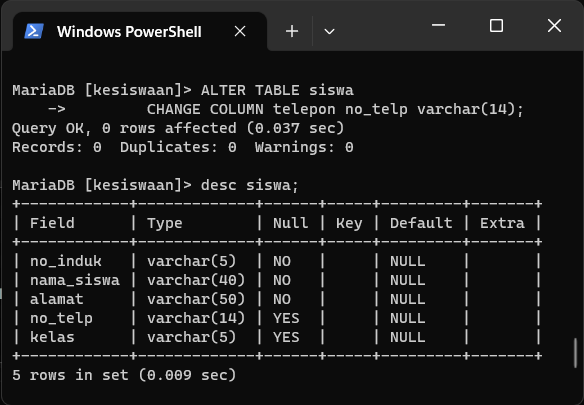 Windows PowerShell
MariaDB [kesiswaan]> ALTER TABLE siswa
    ->         CHANGE COLUMN telepon no_telp varchar(14);
Query OK, 0 rows affected (0.037 sec)
Records: 0  Duplicates: 0  Warnings: 0
MariaDB [kesiswaan]> desc siswa;
+------------+-------------+------+-----+---------+-------+
| Field      | Type        | Null | Key | Default | Extra |
+------------+-------------+------+-----+---------+-------+
| no_induk   | varchar(5)  | NO   |     | NULL    |       |
| nama_siswa | varchar(40) | NO   |     | NULL    |       |
| alamat     | varchar(50) | NO   |     | NULL    |       |
| no_telp    | varchar(14) | YES  |     | NULL    |       |
| kelas      | varchar(5)  | YES  |     | NULL    |       |
+------------+-------------+------+-----+---------+-------+
5 rows in set (0.009 sec)